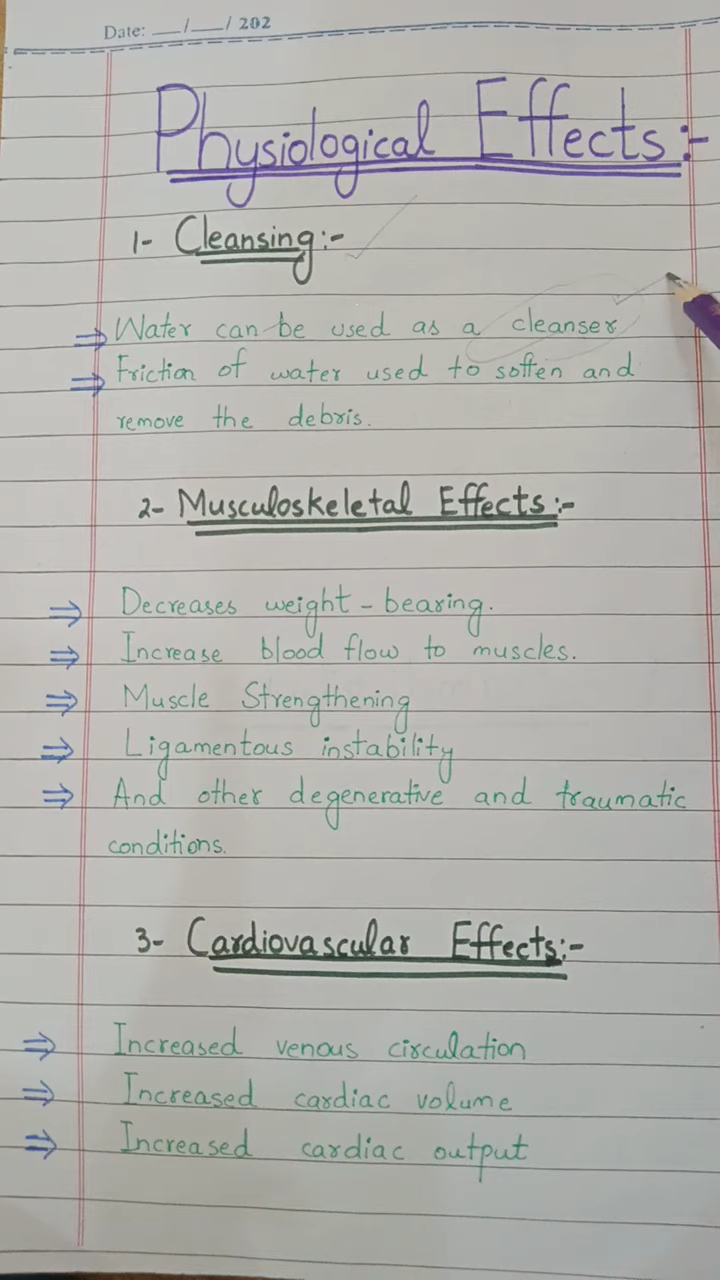 Date: __/__/ 202
Physiological Effects:-
1- Cleansing:-
⇒ Water can be used as a cleanser
⇒ Friction of water used to soften and
remove the debris.
2- Musculoskeletal Effects:-
⇒ Decreases weight-bearing.
⇒ Increase blood flow to muscles.
⇒ Muscle Strengthening
⇒ Ligamentous instability
⇒ And other degenerative and traumatic
conditions.
3- Cardiovascular Effects:-
⇒ Increased venous circulation
⇒ Increased cardiac volume
⇒ Increased cardiac output